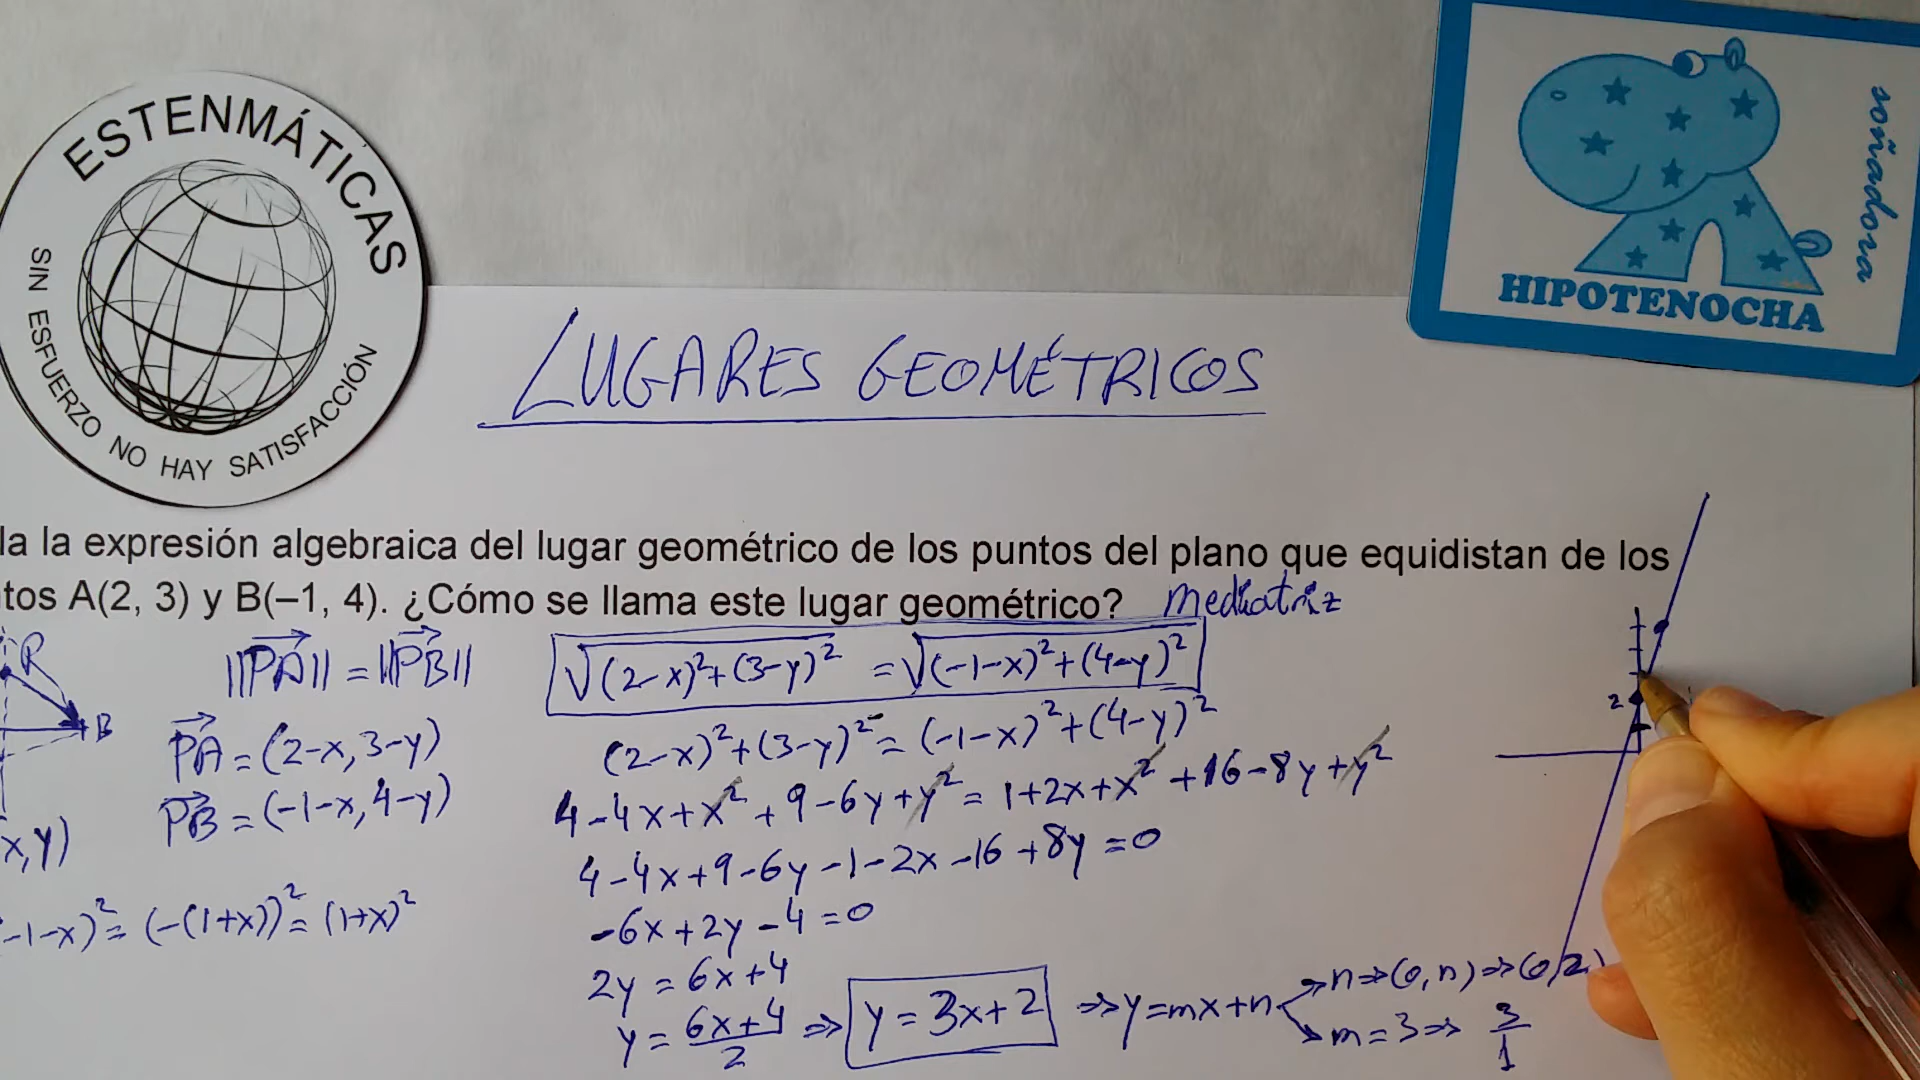 ESTENMÁTICAS
SIN ESFUERZO NO HAY SATISFACCIÓN
soñadora
HIPOTENOCHA
LUGARES GEOMÉTRICOS
la la expresión algebraica del lugar geométrico de los puntos del plano que equidistan de los
tos A(2, 3) y B(–1, 4). ¿Cómo se llama este lugar geométrico? Mediatriz
B
||PA|| = ||PB||
PA = (2-x, 3-y)
PB = (-1-x, 4-y)
x, y)
-1-x)² = (-(1+x))² = (1+x)²
√(2-x)²+(3-y)² = √(-1-x)²+(4-y)²
(2-x)²+(3-y)² = (-1-x)²+(4-y)²
4-4x+x²+9-6y+y² = 1+2x+x²+16-8y+y²
4-4x+9-6y-1-2x-16+8y=0
-6x+2y-4=0
2y = 6x+4
y = 6x+4/2 ⇒ y = 3x+2 ⇒ y=mx+n
n⇒(0,n)⇒(0,2)
m=3⇒ 3/1
2